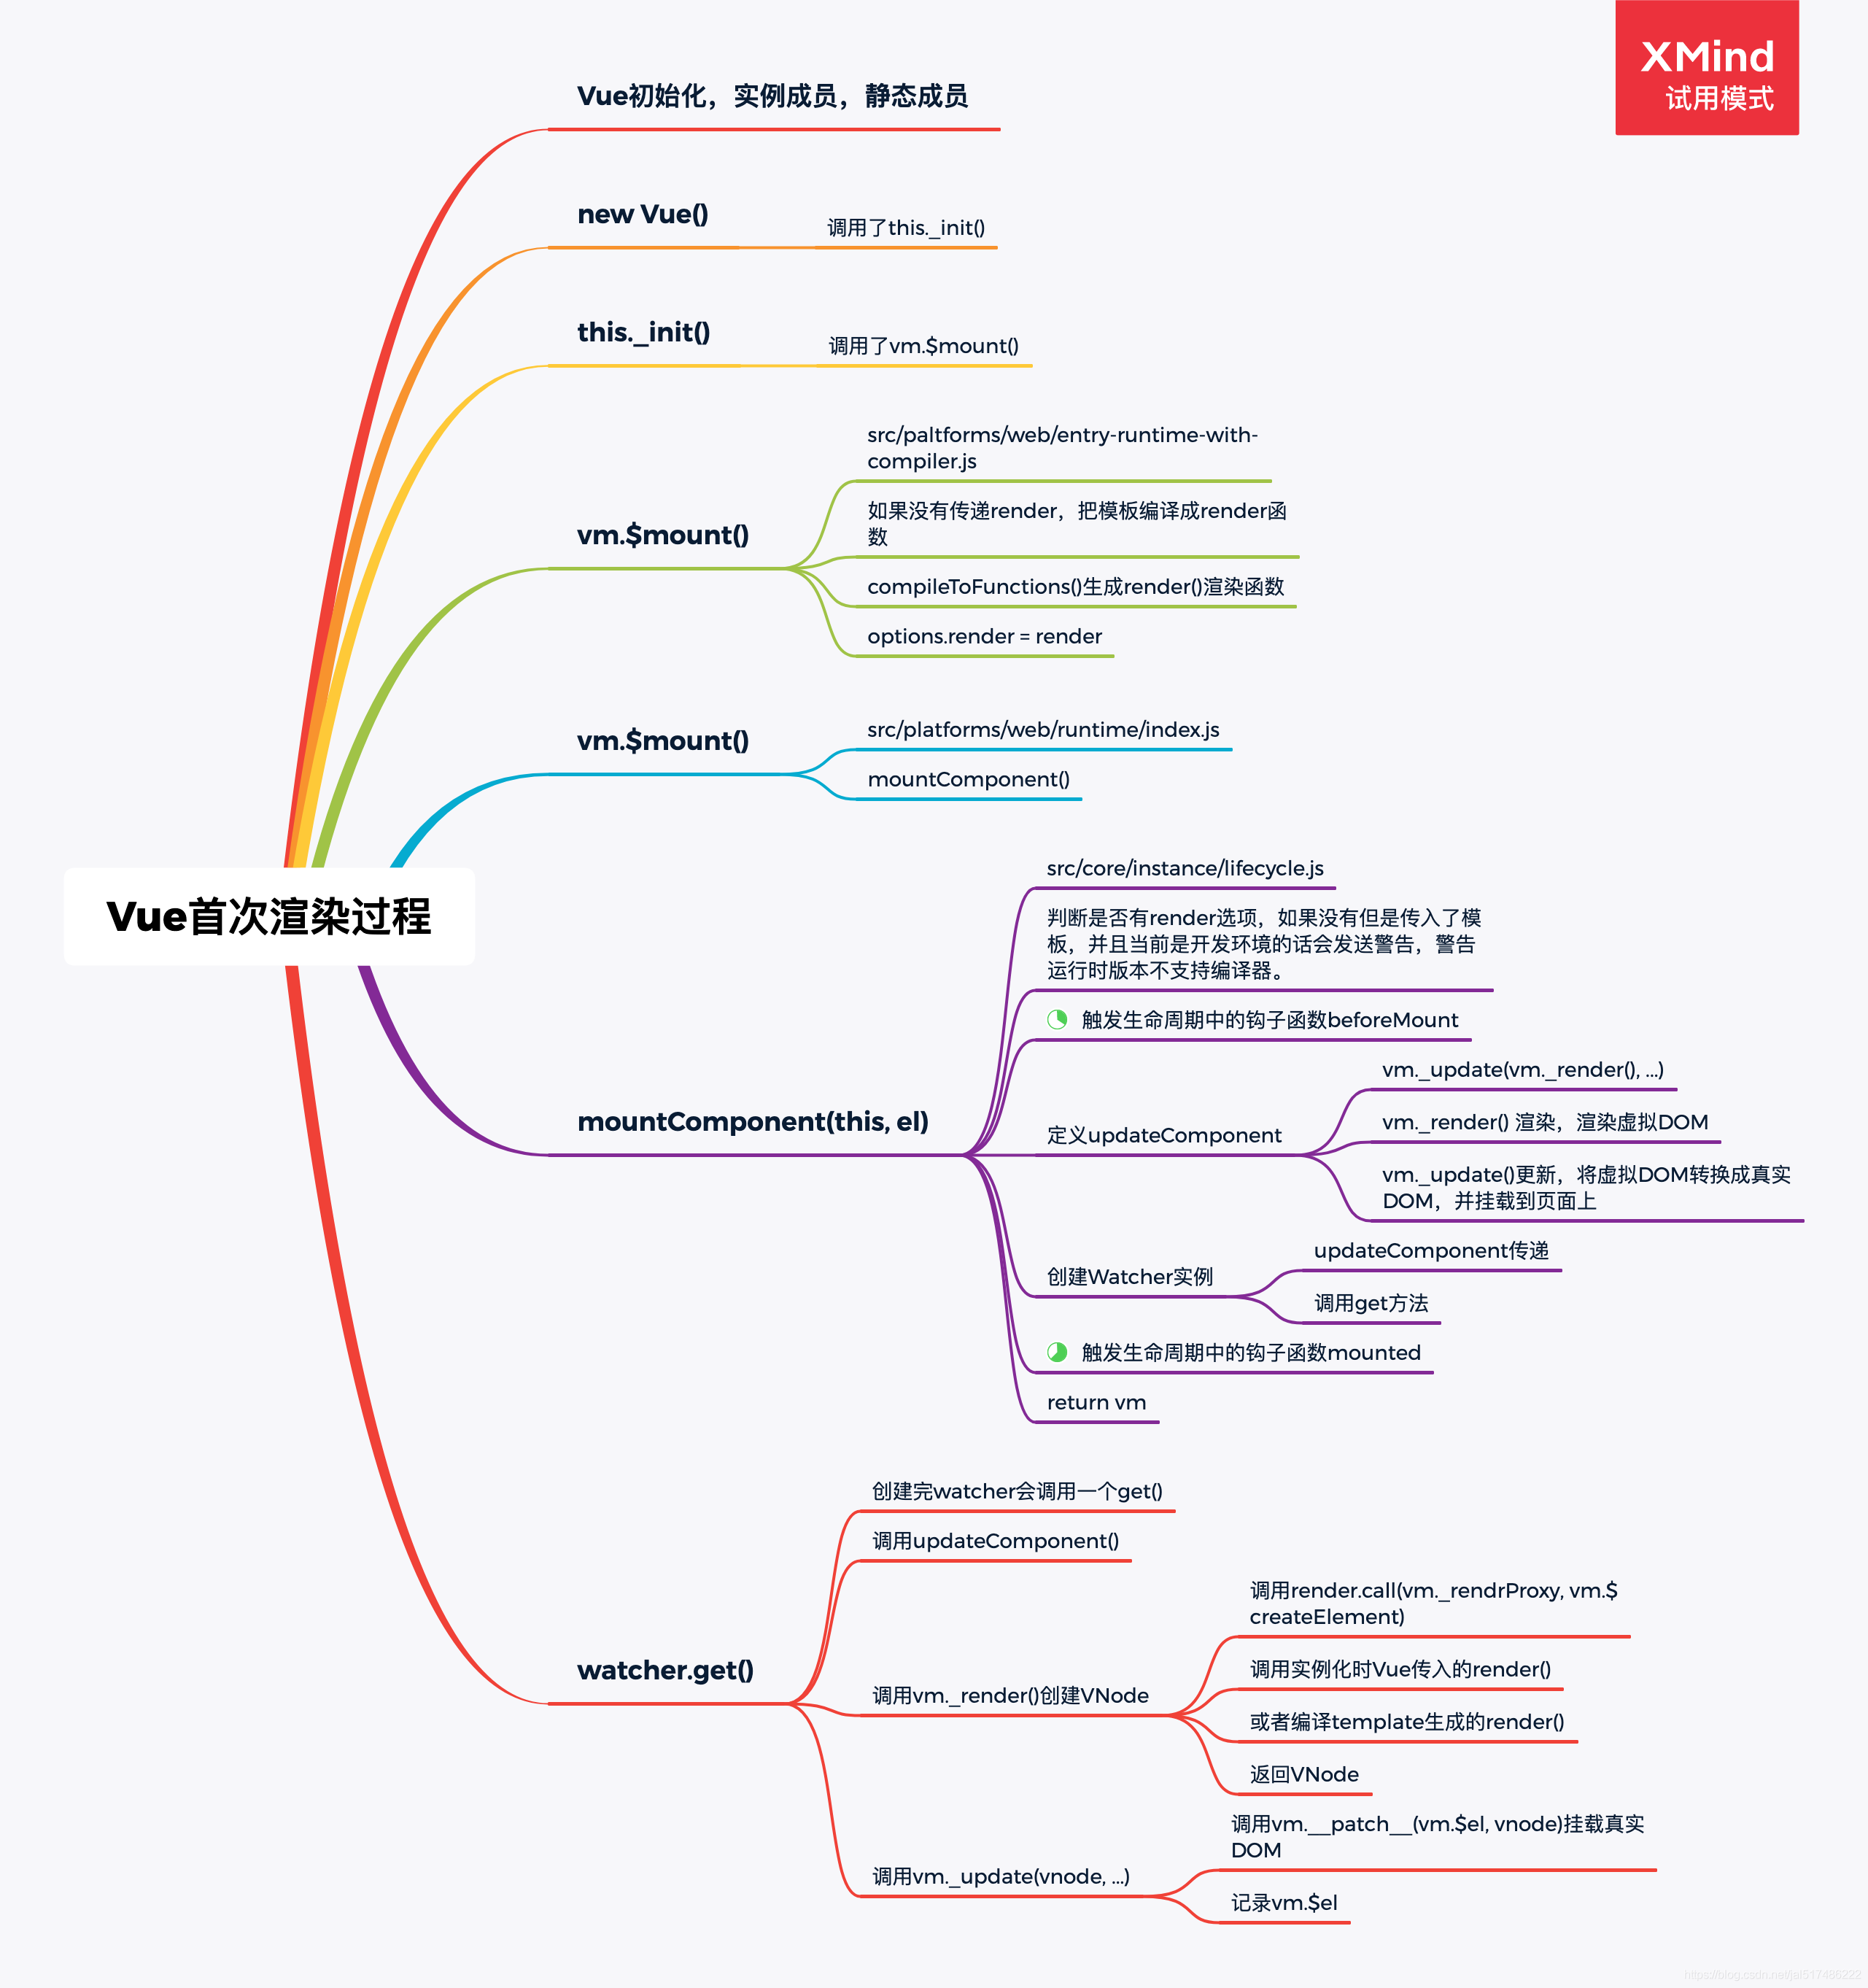 XMind
试用模式
Vue初始化，实例成员，静态成员
new Vue()
调用了this._init()
this._init()
调用了vm.$mount()
vm.$mount()
src/paltforms/web/entry-runtime-with-
compiler.js
如果没有传递render，把模板编译成render函
数
compileToFunctions()生成render()渲染函数
options.render = render
vm.$mount()
src/platforms/web/runtime/index.js
mountComponent()
Vue首次渲染过程
mountComponent(this, el)
src/core/instance/lifecycle.js
判断是否有render选项，如果没有但是传入了模
板，并且当前是开发环境的话会发送警告，警告
运行时版本不支持编译器。
触发生命周期中的钩子函数beforeMount
定义updateComponent
vm._update(vm._render(), ...)
vm._render() 渲染，渲染虚拟DOM
vm._update()更新，将虚拟DOM转换成真实
DOM，并挂载到页面上
创建Watcher实例
updateComponent传递
调用get方法
触发生命周期中的钩子函数mounted
return vm
watcher.get()
创建完watcher会调用一个get()
调用updateComponent()
调用vm._render()创建VNode
调用render.call(vm._rendrProxy, vm.$
createElement)
调用实例化时Vue传入的render()
或者编译template生成的render()
返回VNode
调用vm._update(vnode, ...)
调用vm.__patch__(vm.$el, vnode)挂载真实
DOM
记录vm.$el